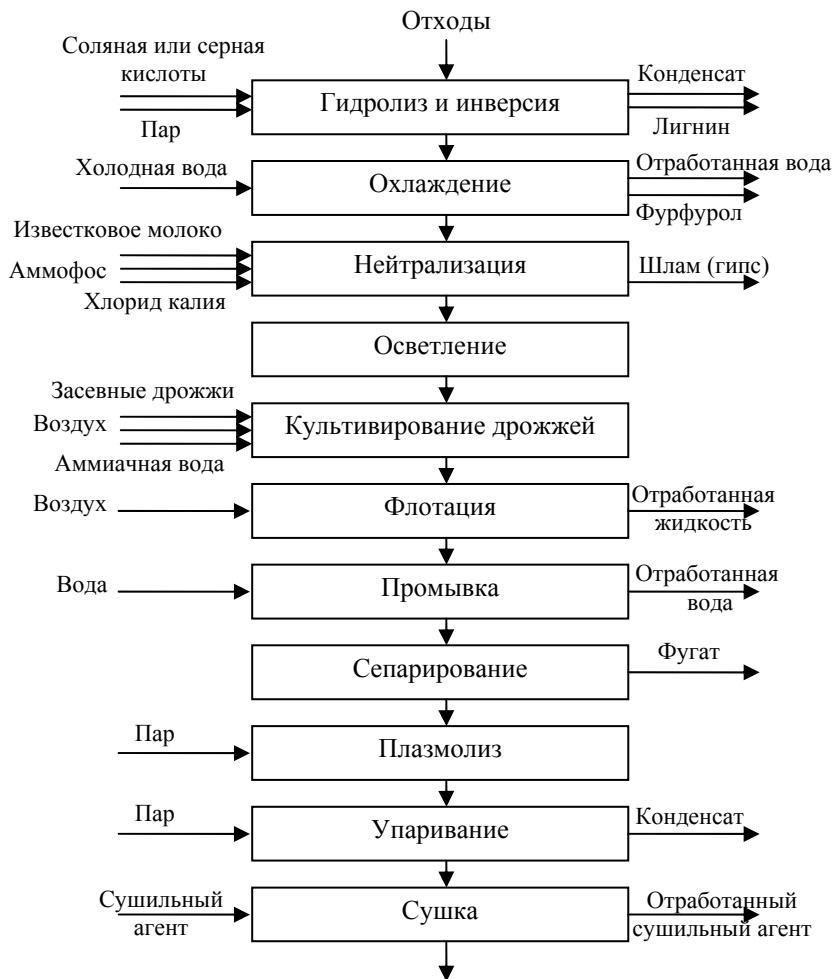 Отходы
Соляная или серная
кислоты
Пар
Гидролиз и инверсия
Конденсат
Лигнин
Холодная вода
Охлаждение
Отработанная вода
Фурфурол
Известковое молоко
Аммофос
Хлорид калия
Нейтрализация
Шлам (гипс)
Осветление
Засевные дрожжи
Воздух
Аммиачная вода
Культивирование дрожжей
Воздух
Флотация
Отработанная
жидкость
Вода
Промывка
Отработанная
вода
Сепарирование
Фугат
Пар
Плазмолиз
Пар
Упаривание
Конденсат
Сушильный
агент
Сушка
Отработанный
сушильный агент